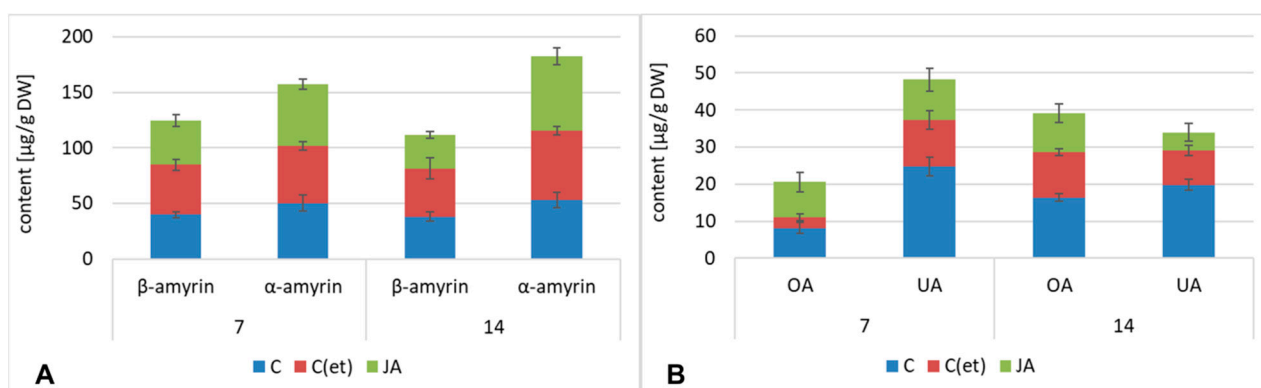 content [µg/g DW]
200
150
100
50
0
β-amyrin α-amyrin β-amyrin α-amyrin
7 14
C C(et) JA
A
content [µg/g DW]
60
50
40
30
20
10
0
OA UA OA UA
7 14
C C(et) JA
B